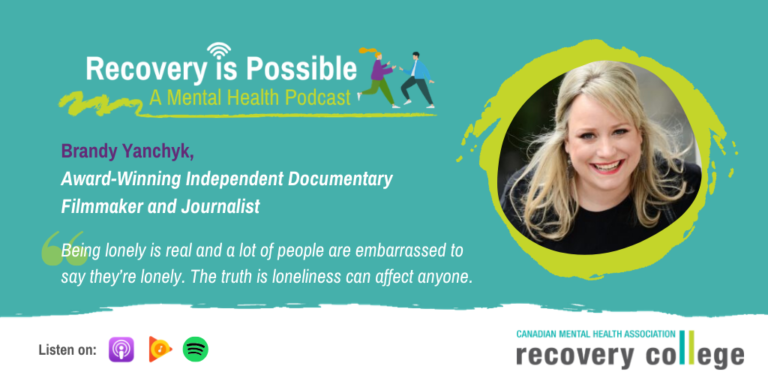 Recovery is Possible
A Mental Health Podcast
Brandy Yanchyk,
Award-Winning Independent Documentary
Filmmaker and Journalist
“Being lonely is real and a lot of people are embarrassed to
say they're lonely. The truth is loneliness can affect anyone.
Listen on:
CANADIAN MENTAL HEALTH ASSOCIATION
recovery college